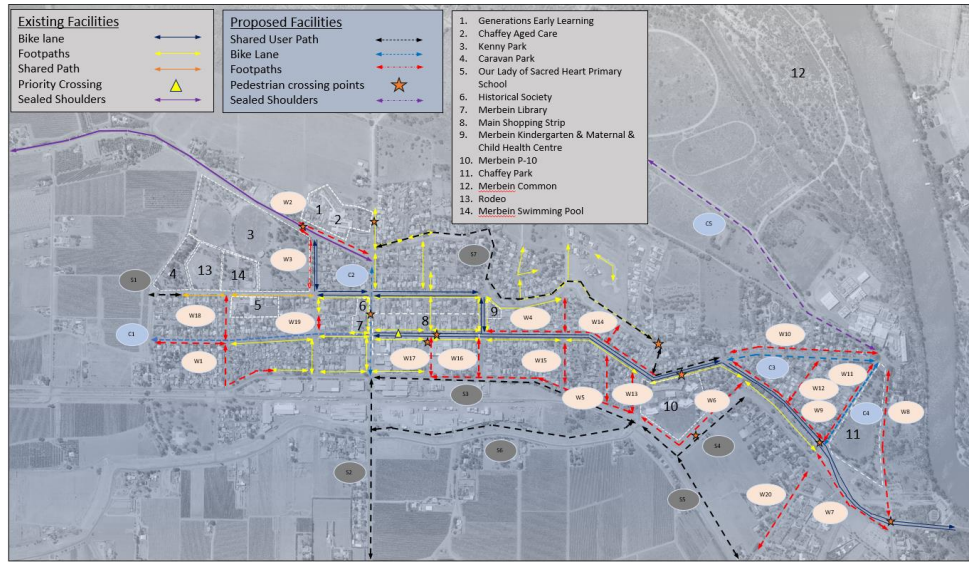 Existing Facilities
Bike lane
Footpaths
Shared Path
Priority Crossing
Sealed Shoulders
Proposed Facilities
Shared User Path
Bike Lane
Footpaths
Pedestrian crossing points
Sealed Shoulders
1. Generations Early Learning
2. Chaffey Aged Care
3. Kenny Park
4. Caravan Park
5. Our Lady of Sacred Heart Primary
School
6. Historical Society
7. Merbein Library
8. Main Shopping Strip
9. Merbein Kindergarten & Maternal &
Child Health Centre
10. Merbein P-10
11. Chaffey Park
12. Merbein Common
13. Rodeo
14. Merbein Swimming Pool
12
W2
1
2
C5
3
W3
S7
S1
4
13
14
C2
C1
W18
5
W19
6
7
8
9
W4
W14
W10
W1
W17
W16
W15
C3
W11
S3
W5
W13
10
W6
W12
W9
C4
W8
11
S2
S6
S4
S5
W20
W7